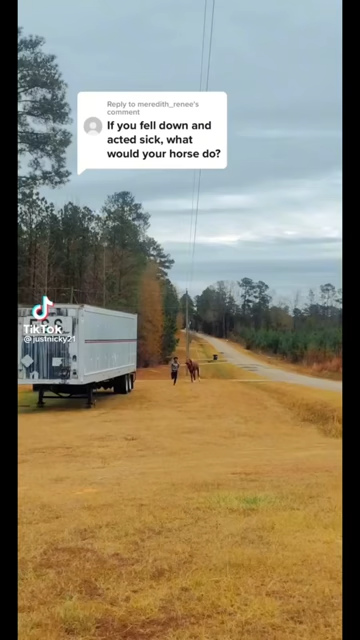 Reply to meredith_renee's
comment
If you fell down and
acted sick, what
would your horse do?
TikTok
@justnicky21